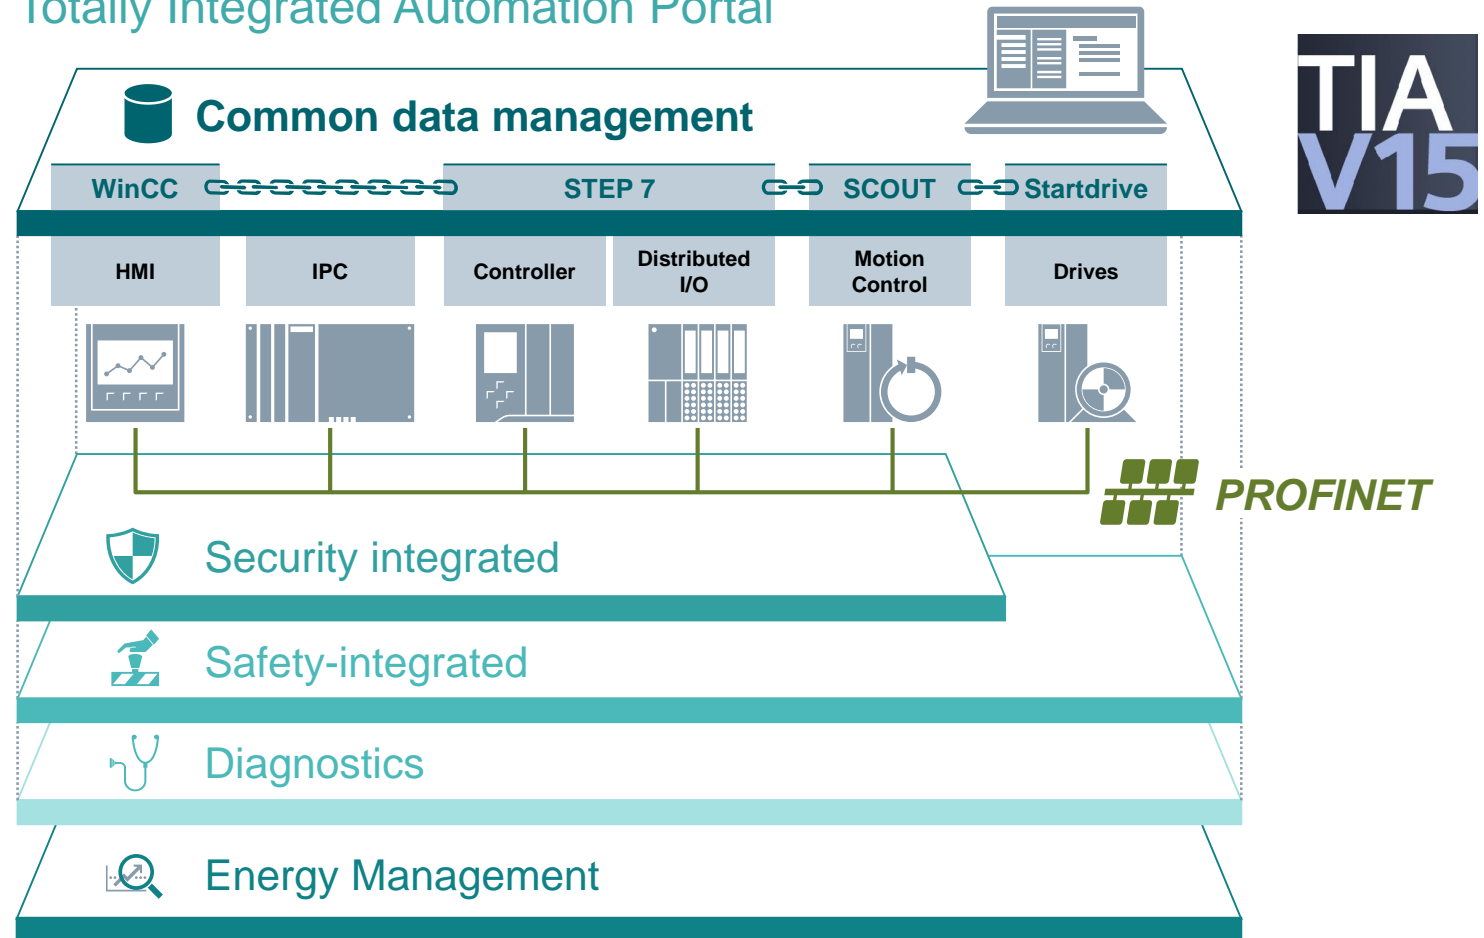 Totally Integrated Automation Portal
TIA
V15
Common data management
WinCC STEP 7 SCOUT Startdrive
HMI IPC Controller Distributed I/O Motion Control Drives
PROFINET
Security integrated
Safety-integrated
Diagnostics
Energy Management